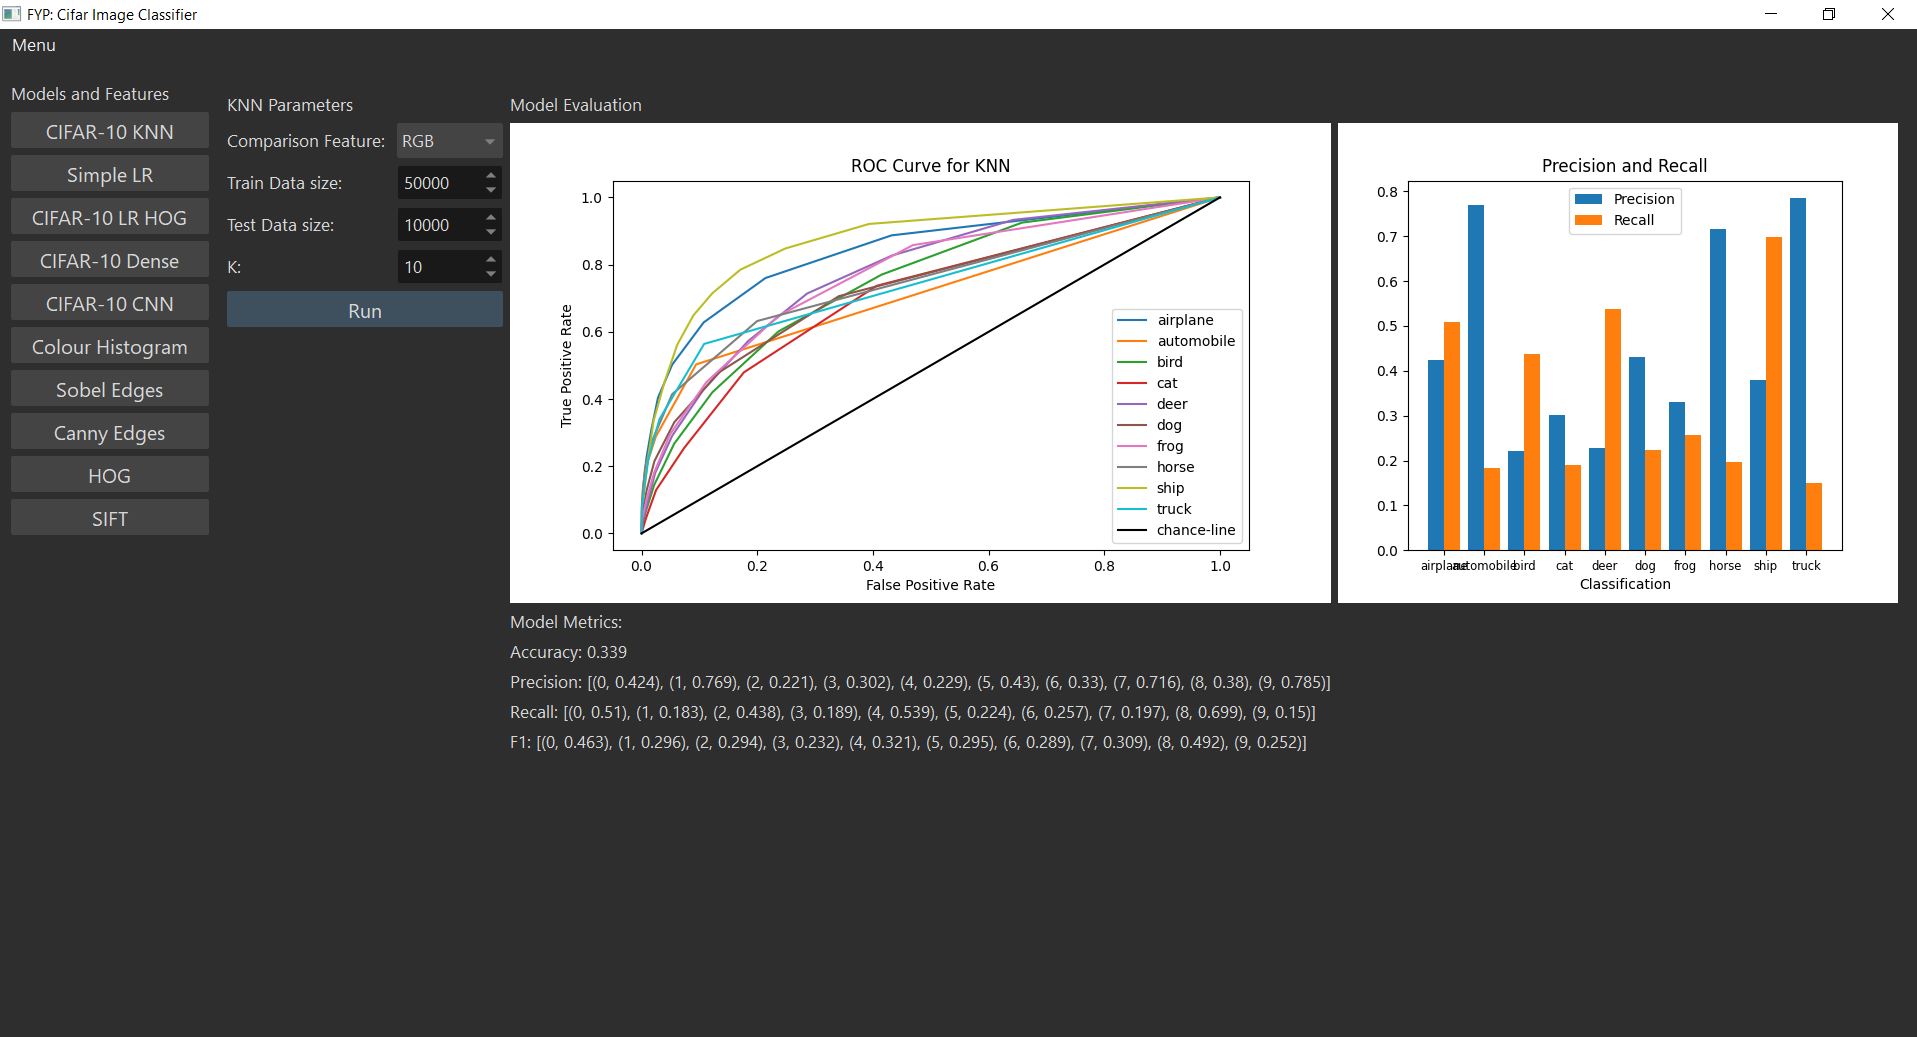 FYP: Cifar Image Classifier
Menu
Models and Features
CIFAR-10 KNN
Simple LR
CIFAR-10 LR HOG
CIFAR-10 Dense
CIFAR-10 CNN
Colour Histogram
Sobel Edges
Canny Edges
HOG
SIFT
KNN Parameters
Comparison Feature: RGB
Train Data size: 50000
Test Data size: 10000
K: 10
Run
Model Evaluation
ROC Curve for KNN
True Positive Rate
1.0
0.8
0.6
0.4
0.2
0.0
airplane
automobile
bird
cat
deer
dog
frog
horse
ship
truck
chance-line
0.0 0.2 0.4 0.6 0.8 1.0
False Positive Rate
Precision and Recall
Precision
Recall
0.8
0.7
0.6
0.5
0.4
0.3
0.2
0.1
0.0
airplane automobile bird cat deer dog frog horse ship truck
Classification
Model Metrics:
Accuracy: 0.339
Precision: [(0, 0.424), (1, 0.769), (2, 0.221), (3, 0.302), (4, 0.229), (5, 0.43), (6, 0.33), (7, 0.716), (8, 0.38), (9, 0.785)]
Recall: [(0, 0.51), (1, 0.183), (2, 0.438), (3, 0.189), (4, 0.539), (5, 0.224), (6, 0.257), (7, 0.197), (8, 0.699), (9, 0.15)]
F1: [(0, 0.463), (1, 0.296), (2, 0.294), (3, 0.232), (4, 0.321), (5, 0.295), (6, 0.289), (7, 0.309), (8, 0.492), (9, 0.252)]